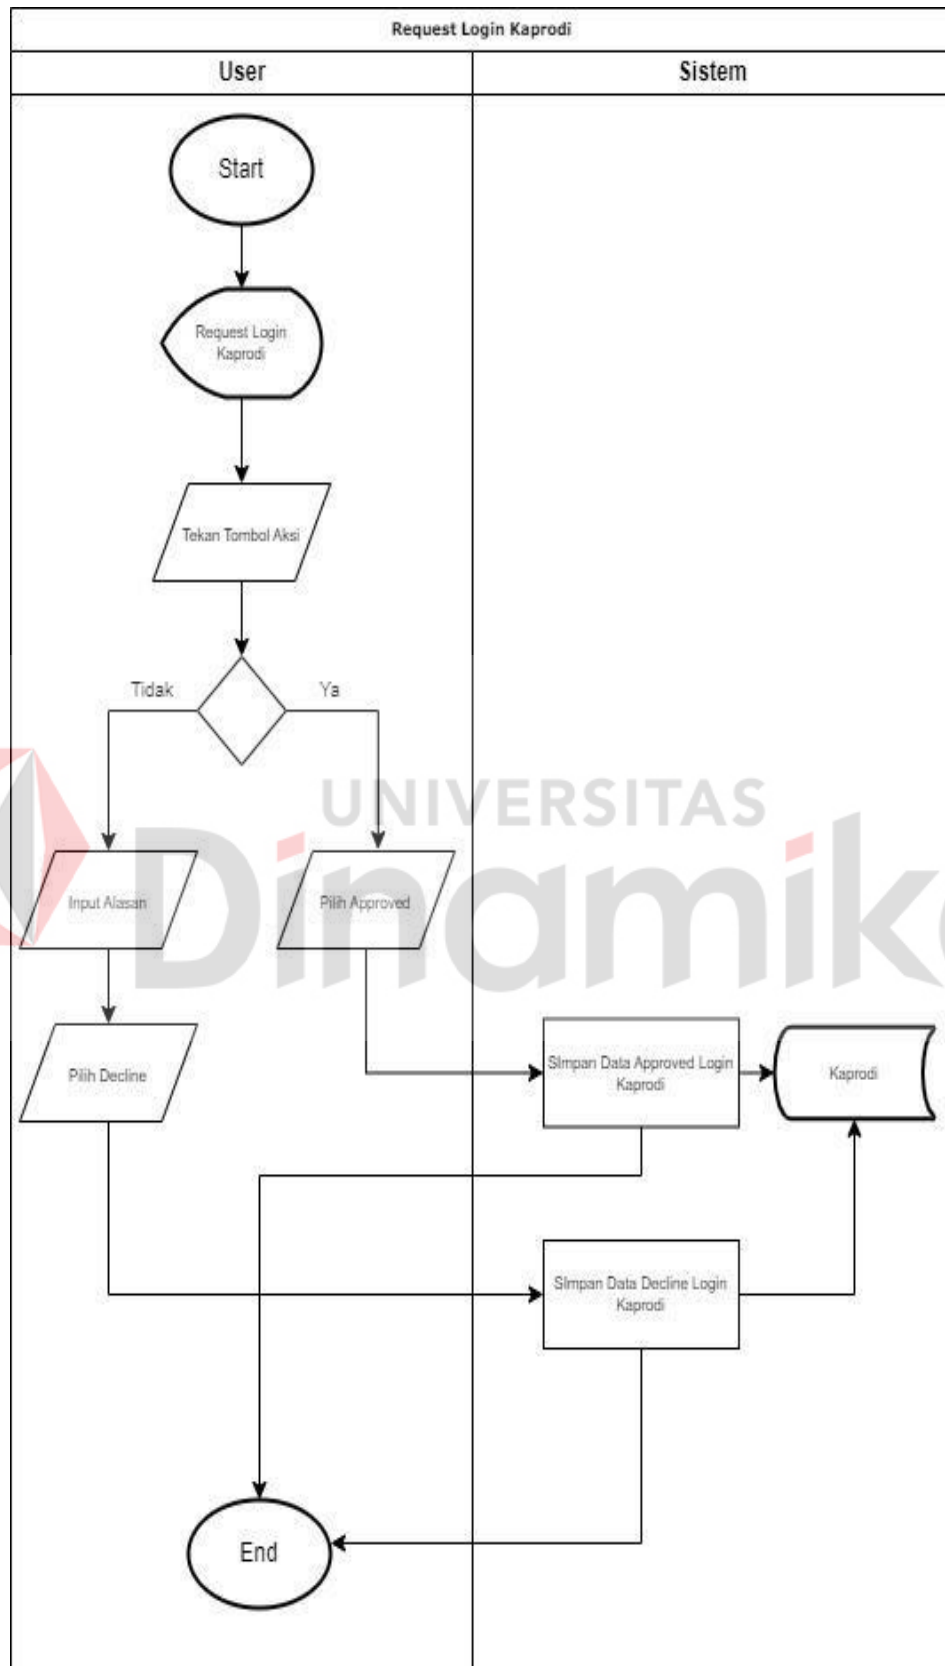 Request Login Kaprodi
User
Sistem
Start
Request Login
Kaprodi
Tekan Tombol Aksi
Tidak
Ya
UNIVERSITAS
Dinamika
Input Alasan
Pilih Approved
Pilih Decline
SImpan Data Approved Login
Kaprodi
Kaprodi
SImpan Data Decline Login
Kaprodi
End